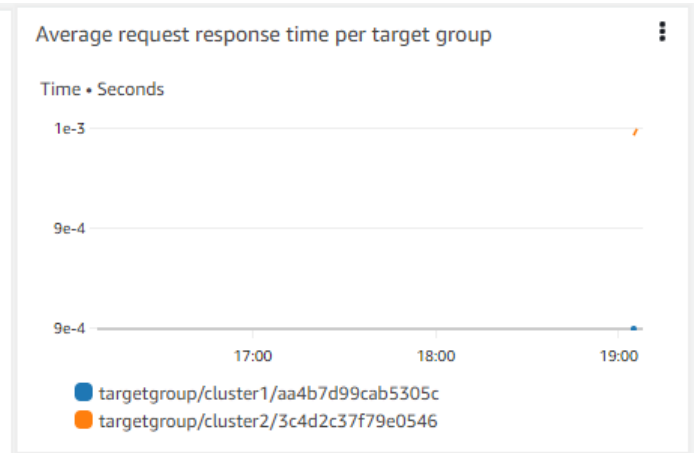 Average request response time per target group
Time • Seconds
1e-3
9e-4
9e-4
17:00 18:00 19:00
targetgroup/cluster1/aa4b7d99cab5305c
targetgroup/cluster2/3c4d2c37f79e0546